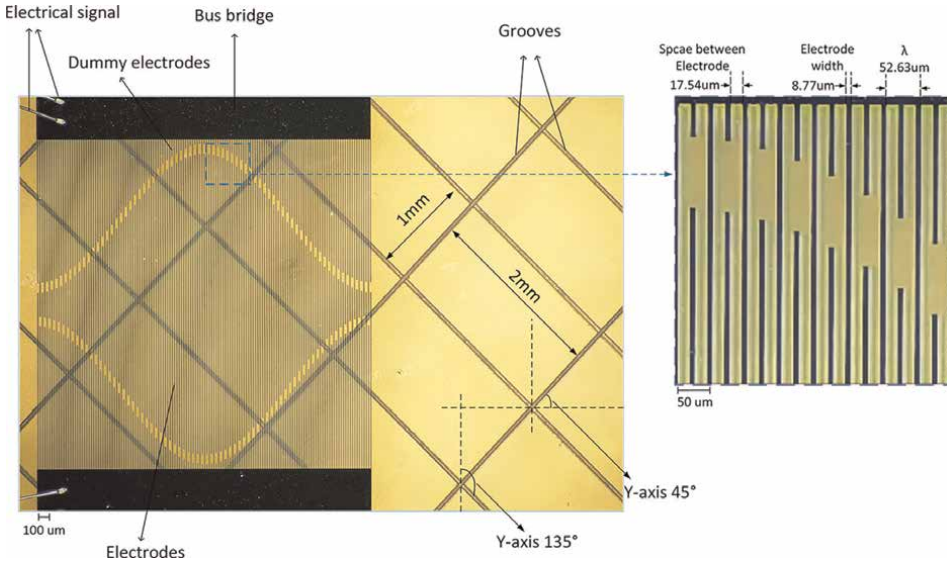 Electrical signal
Bus bridge
Dummy electrodes
Grooves
Spcae between
Electrode
17.54um
Electrode
width
8.77um
λ
52.63um
1mm
2mm
50 um
Y-axis 45°
Y-axis 135°
100 um
Electrodes